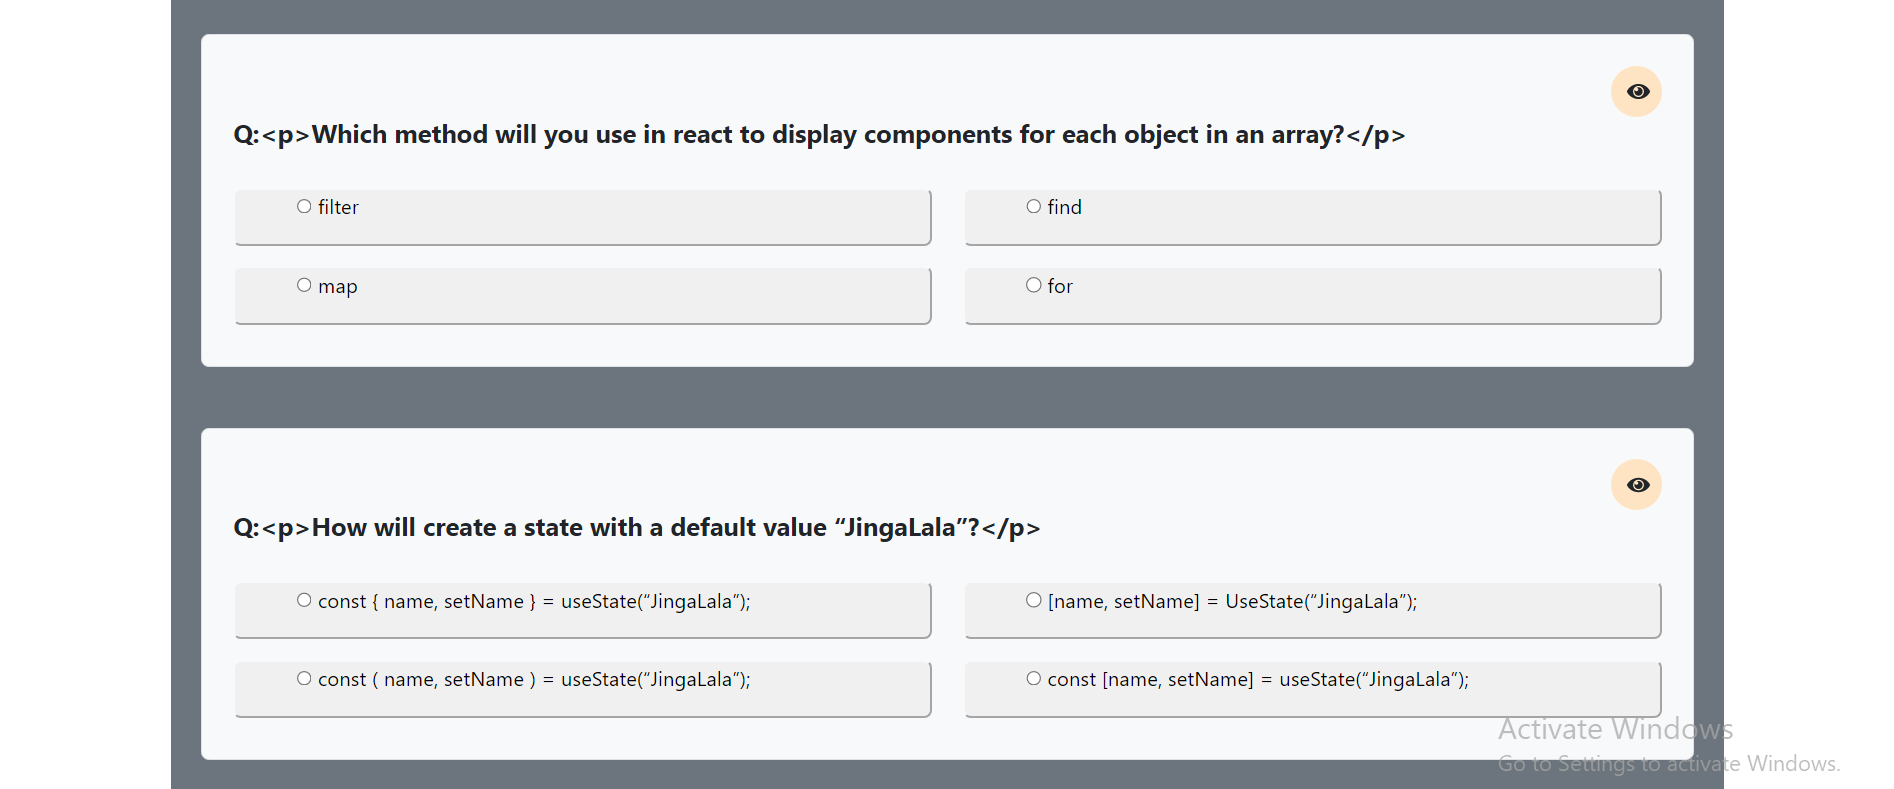 Q:<p>Which method will you use in react to display components for each object in an array?</p>
filter
find
map
for
Q:<p>How will create a state with a default value “JingaLala”?</p>
const { name, setName } = useState(“JingaLala”);
[name, setName] = UseState(“JingaLala”);
const ( name, setName ) = useState(“JingaLala”);
const [name, setName] = useState(“JingaLala”);
Activate Windows
Go to Settings to activate Windows.